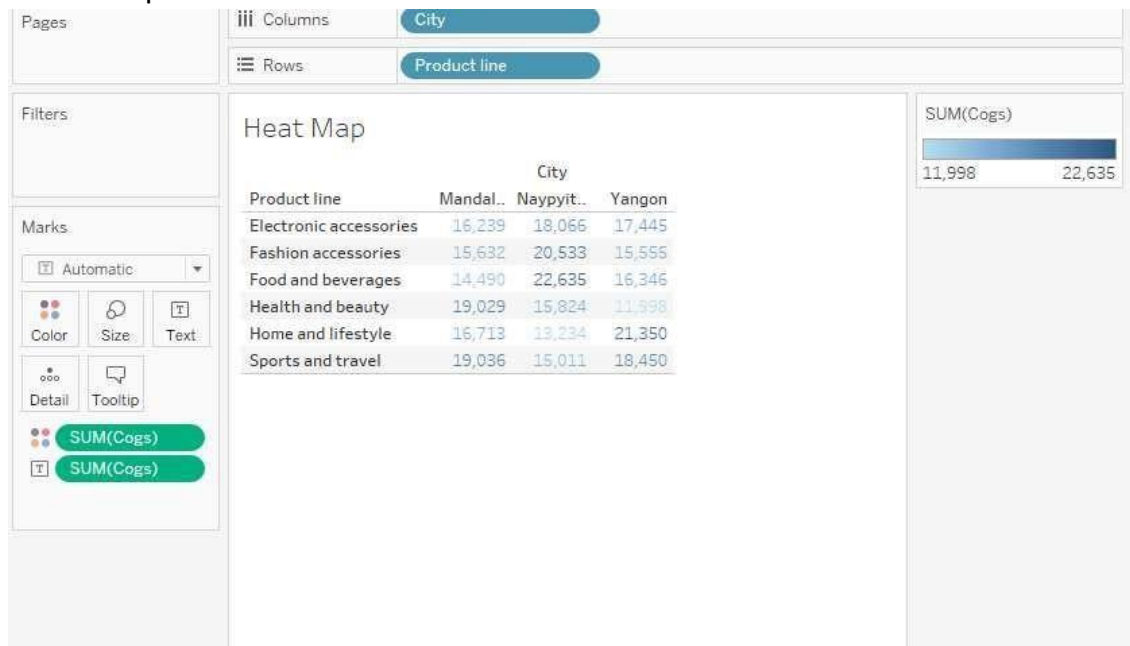 Pages
Columns City
Rows Product line
Filters
Heat Map
City
Product line Mandal.. Naypyit.. Yangon
Electronic accessories 16,239 18,066 17,445
Fashion accessories 15,632 20,533 15,555
Food and beverages 14,490 22,635 16,346
Health and beauty 19,029 15,824 11,998
Home and lifestyle 16,713 13,234 21,350
Sports and travel 19,036 15,011 18,450
Marks
T Automatic
Color Size T Text
Detail Tooltip
SUM(Cogs)
T SUM(Cogs)
SUM(Cogs)
11,998 22,635